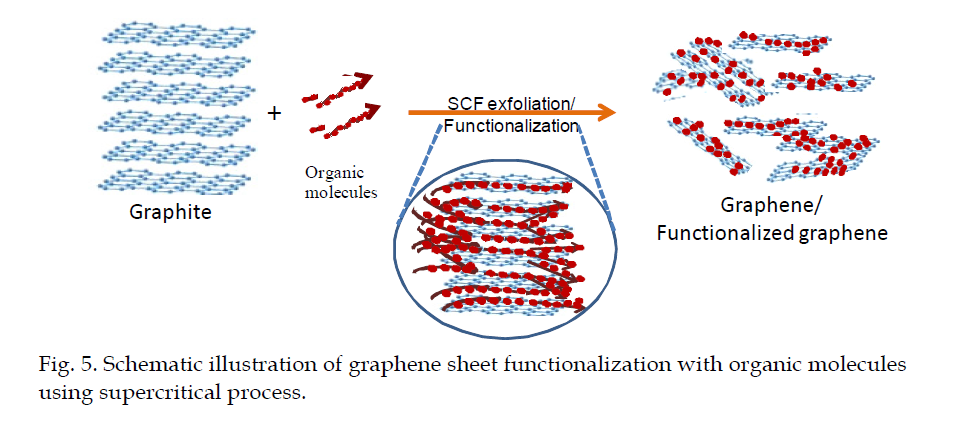 +
SCF exfoliation/
Functionalization
Organic
molecules
Graphite
Graphene/
Functionalized graphene
Fig. 5. Schematic illustration of graphene sheet functionalization with organic molecules
using supercritical process.